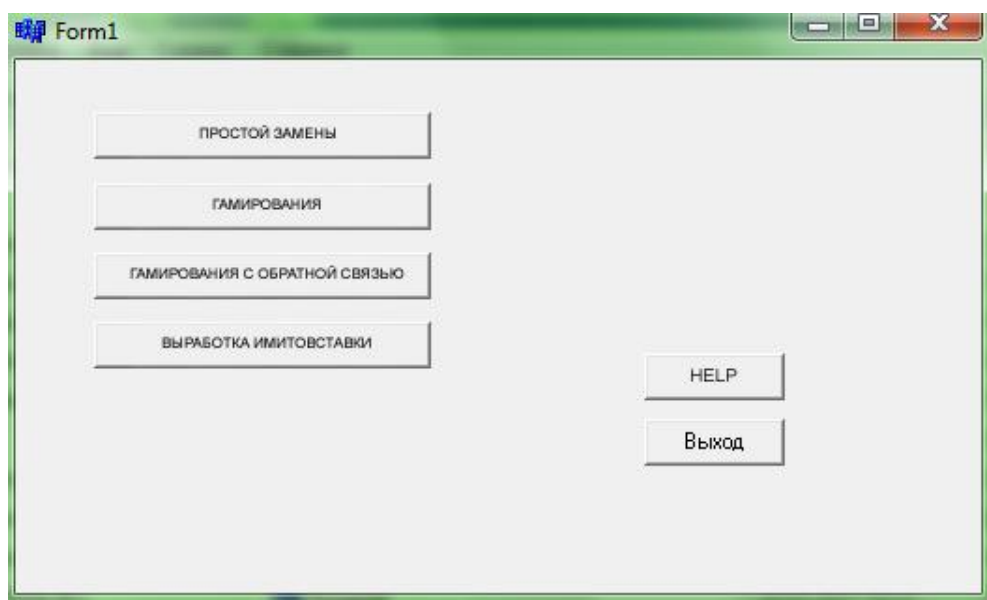 Form1
ПРОСТОЙ ЗАМЕНЫ
ГАМИРОВАНИЯ
ГАМИРОВАНИЯ С ОБРАТНОЙ СВЯЗЬЮ
ВЫРАБОТКА ИМИТОВСТАВКИ
HELP
Выход